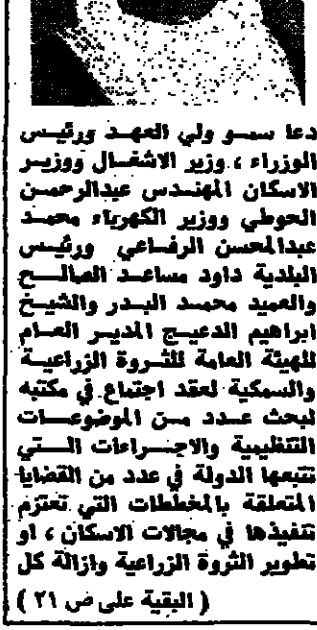 دعا سمو ولي العهد ورئيس
الوزراء ، وزير الاشغال ووزير
الاسكان المهندس عبدالرحمن
الحوطي ووزير الكهرباء محمد
عبدالمحسن الرفاعي ورئيس
البلدية داود مساعد الصالح
والعميد محمد البدر والشيخ
ابراهيم الدعيج المدير العام
للهيئة العامة للثروة الزراعية
والسمكية لعقد اجتماع في مكتبه
لبحث عدد من الموضوعات
التنظيمية والاجراءات التي
تتبعها الدولة في عدد من القضايا
المتعلقة بالمخططات التي تعتزم
تنفيذها في مجالات الاسكان ، او
تطوير الثروة الزراعية وازالة كل
( البقية على ص ٢١ )